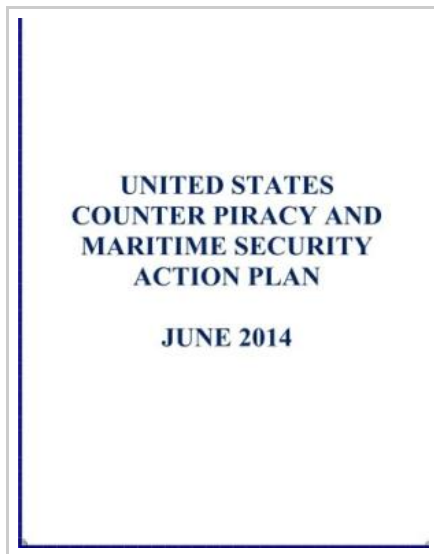 UNITED STATES
COUNTER PIRACY AND
MARITIME SECURITY
ACTION PLAN
JUNE 2014